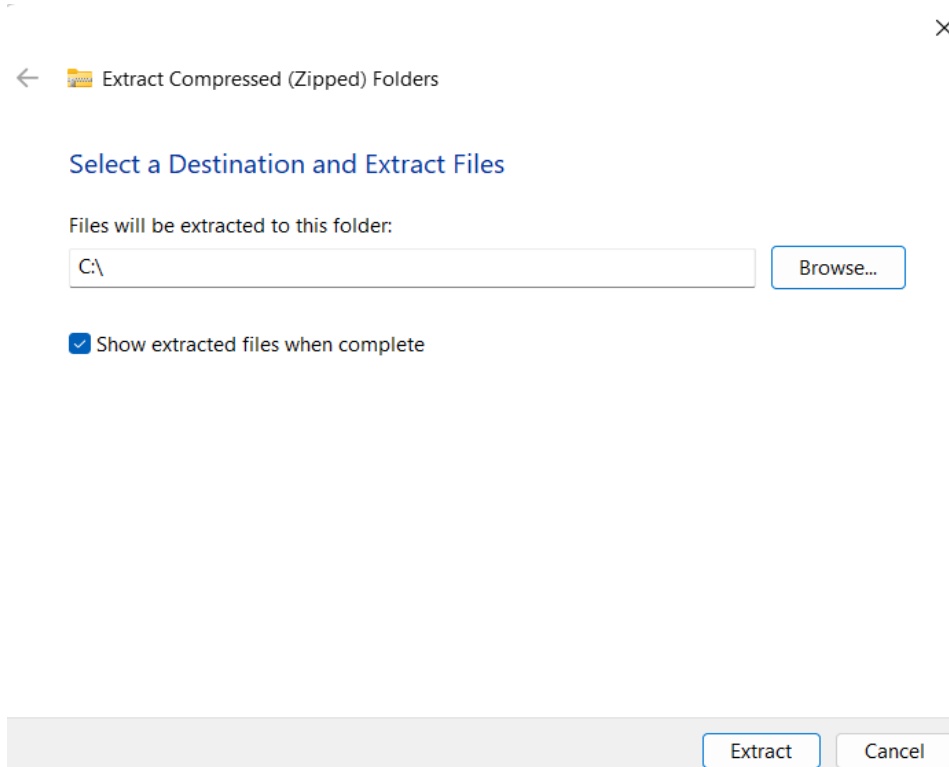 Extract Compressed (Zipped) Folders
Select a Destination and Extract Files
Files will be extracted to this folder:
C:\
Browse...
Show extracted files when complete
Extract
Cancel